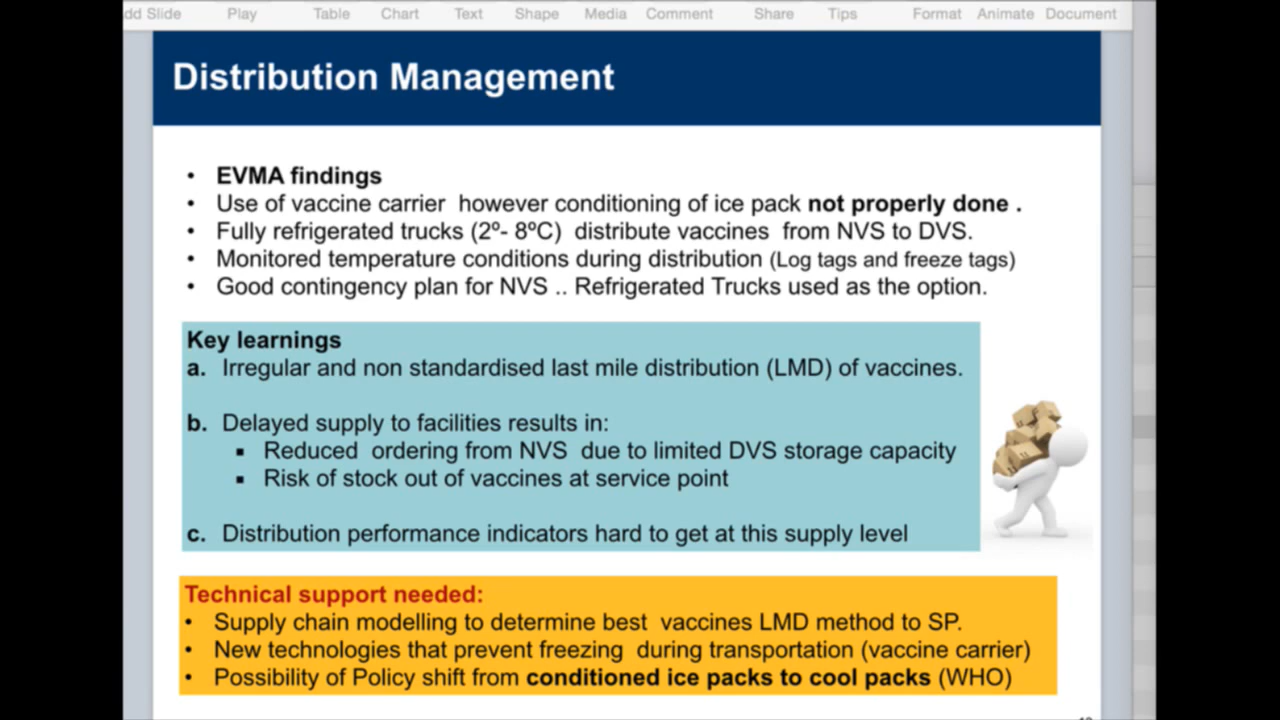 dd Slide Play Table Chart Text Shape Media Comment Share Tips Format Animate Document
Distribution Management
• EVMA findings
• Use of vaccine carrier however conditioning of ice pack not properly done .
• Fully refrigerated trucks (2º- 8ºC) distribute vaccines from NVS to DVS.
• Monitored temperature conditions during distribution (Log tags and freeze tags)
• Good contingency plan for NVS .. Refrigerated Trucks used as the option.
Key learnings
a. Irregular and non standardised last mile distribution (LMD) of vaccines.
b. Delayed supply to facilities results in:
▪ Reduced ordering from NVS due to limited DVS storage capacity
▪ Risk of stock out of vaccines at service point
c. Distribution performance indicators hard to get at this supply level
Technical support needed:
• Supply chain modelling to determine best vaccines LMD method to SP.
• New technologies that prevent freezing during transportation (vaccine carrier)
• Possibility of Policy shift from conditioned ice packs to cool packs (WHO)